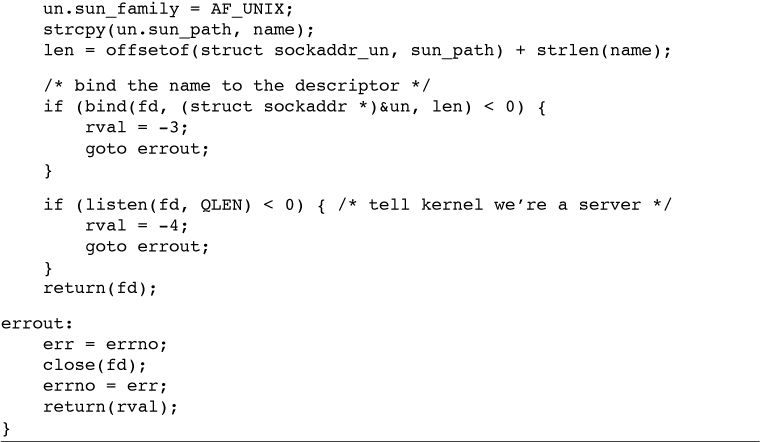 un.sun_family = AF_UNIX;
strcpy(un.sun_path, name);
len = offsetof(struct sockaddr_un, sun_path) + strlen(name);
/* bind the name to the descriptor */
if (bind(fd, (struct sockaddr *)&un, len) < 0) {
rval = -3;
goto errout;
}
if (listen(fd, QLEN) < 0) { /* tell kernel we’re a server */
rval = -4;
goto errout;
}
return(fd);
errout:
err = errno;
close(fd);
errno = err;
return(rval);
}